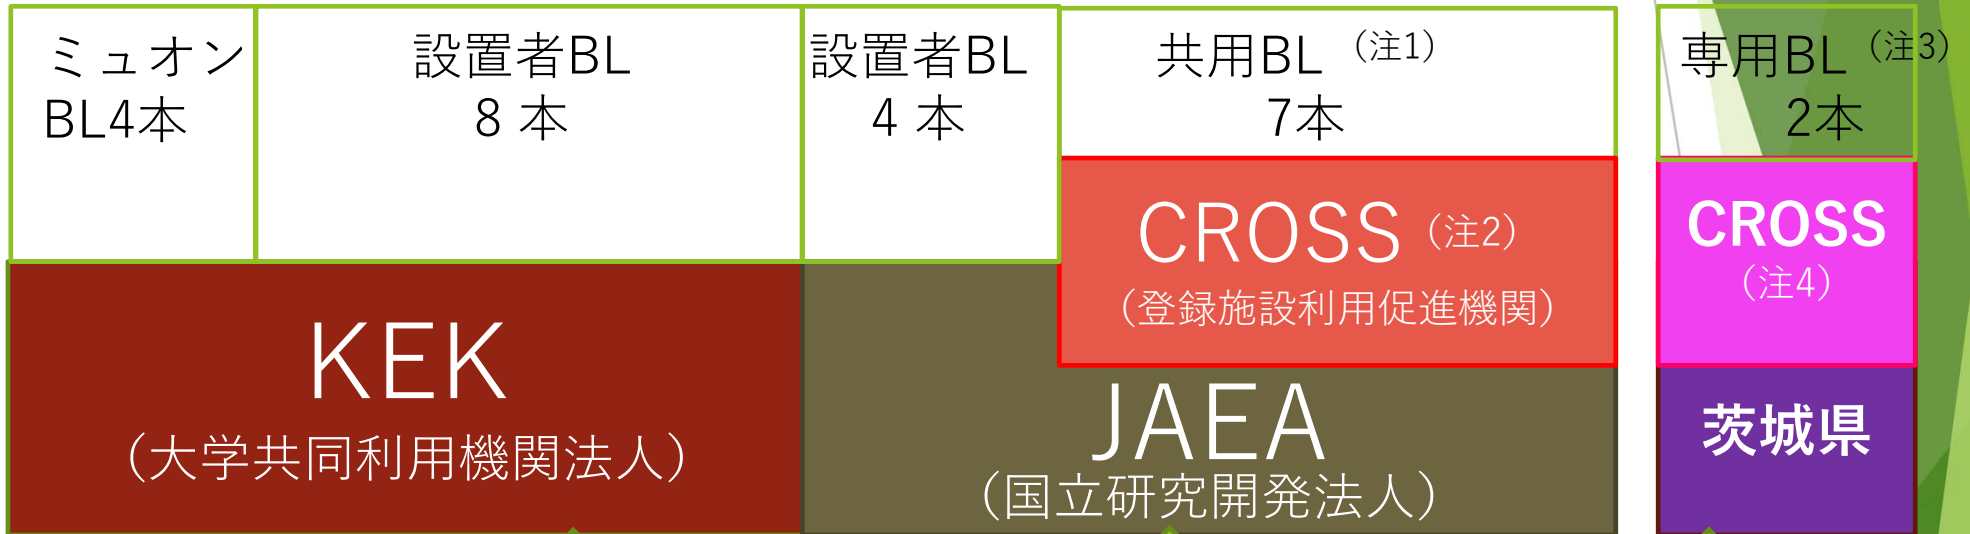 ミュオン
BL4本
設置者BL
8 本
設置者BL
4 本
共用BL（注1）
7本
専用BL（注3）
2本
CROSS（注2）
（登録施設利用促進機関）
CROSS
（注4）
KEK
（大学共同利用機関法人）
JAEA
（国立研究開発法人）
茨城県